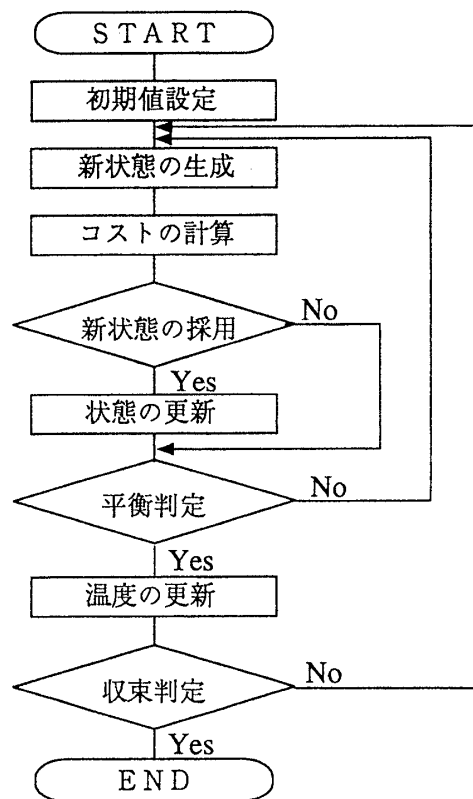 START
初期値設定
新状態の生成
コストの計算
新状態の採用
No
Yes
状態の更新
平衡判定
No
Yes
温度の更新
収束判定
No
Yes
END